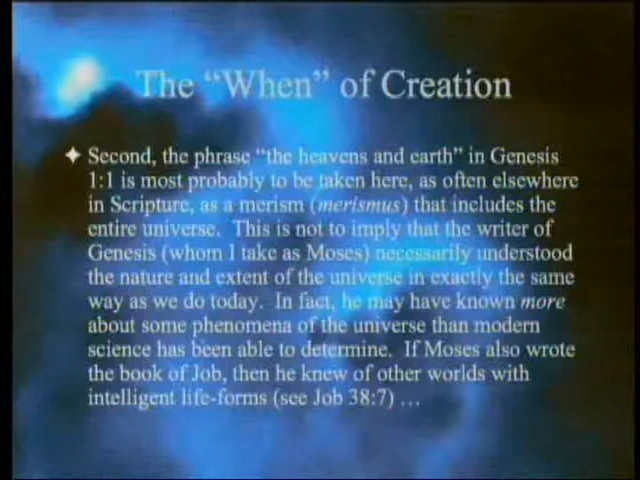 The “When” of Creation
Second, the phrase “the heavens and earth” in Genesis
1:1 is most probably to be taken here, as often elsewhere
in Scripture, as a merism (merismus) that includes the
entire universe. This is not to imply that the writer of
Genesis (whom I take as Moses) necessarily understood
the nature and extent of the universe in exactly the same
way as we do today. In fact, he may have known more
about some phenomena of the universe than modern
science has been able to determine. If Moses also wrote
the book of Job, then he knew of other worlds with
intelligent life-forms (see Job 38:7) …